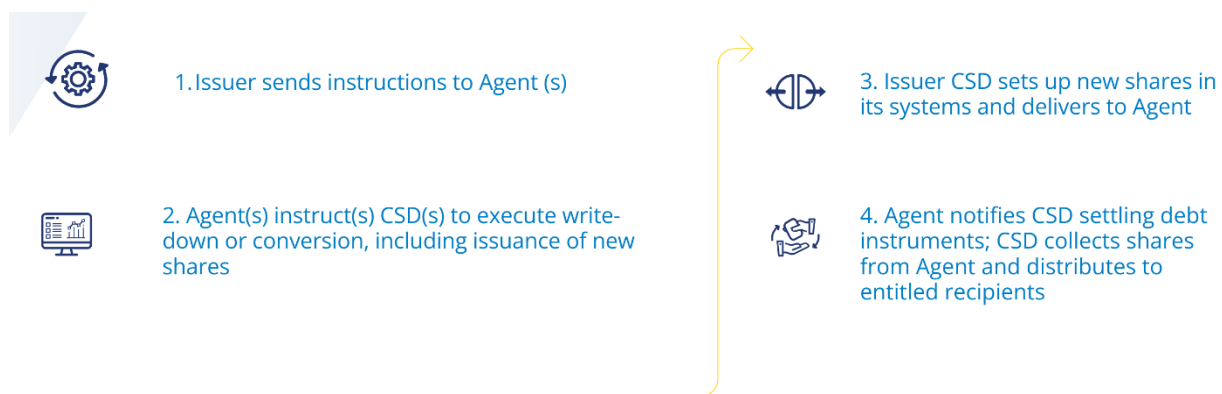 1. Issuer sends instructions to Agent (s)
2. Agent(s) instruct(s) CSD(s) to execute write-
down or conversion, including issuance of new
shares
3. Issuer CSD sets up new shares in
its systems and delivers to Agent
4. Agent notifies CSD settling debt
instruments; CSD collects shares
from Agent and distributes to
entitled recipients